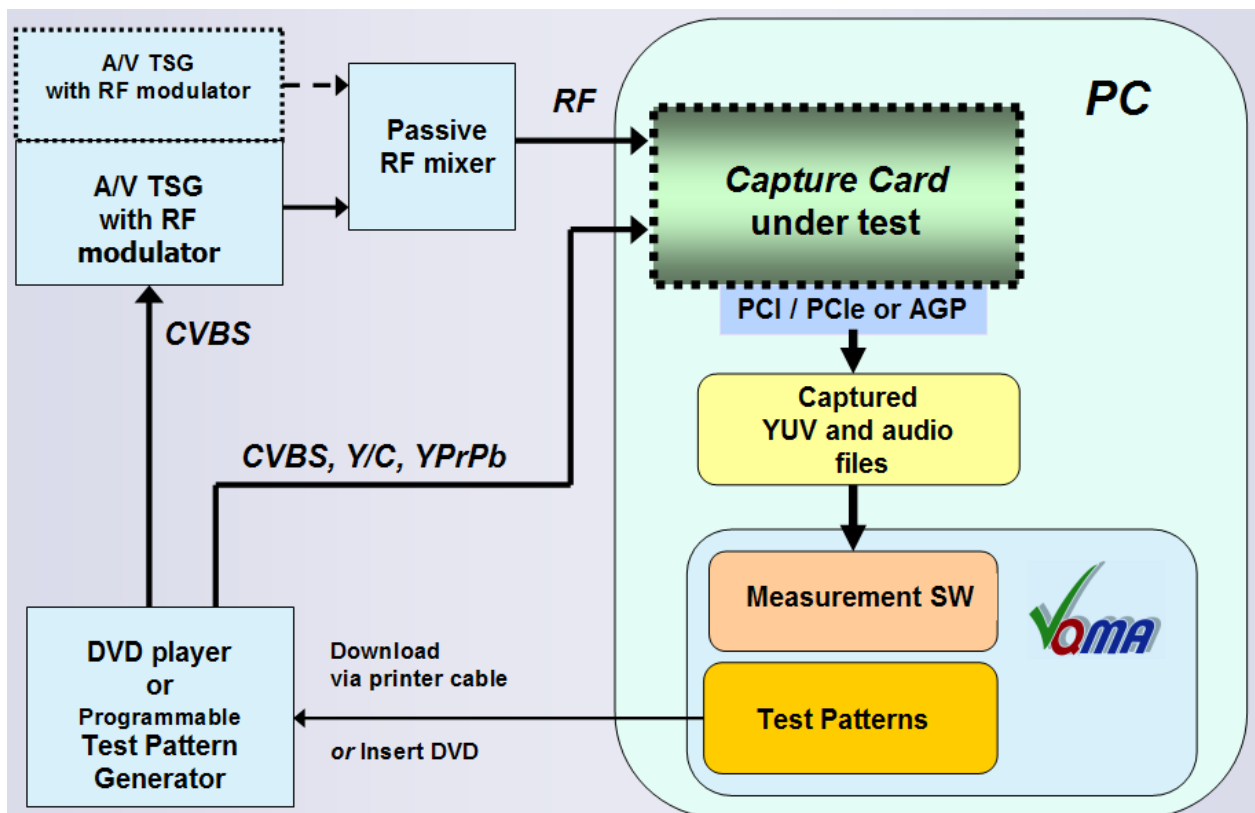 A/V TSG
with RF modulator
A/V TSG
with RF
modulator
Passive
RF mixer
RF
PC
Capture Card
under test
PCI / PCIe or AGP
CVBS
Captured
YUV and audio
files
CVBS, Y/C, YPrPb
Measurement SW
VQMA
DVD player
or
Programmable
Test Pattern
Generator
Download
via printer cable
or Insert DVD
Test Patterns